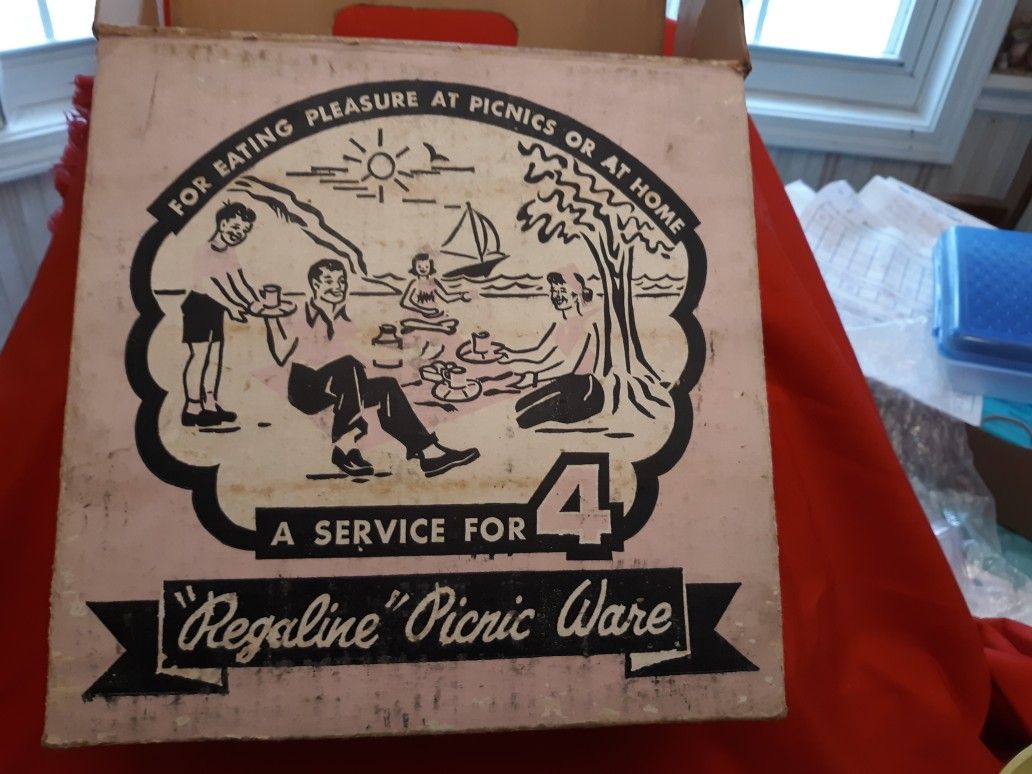 FOR EATING PLEASURE AT PICNICS OR AT HOME
A SERVICE FOR 4
"Regaline" Picnic Ware